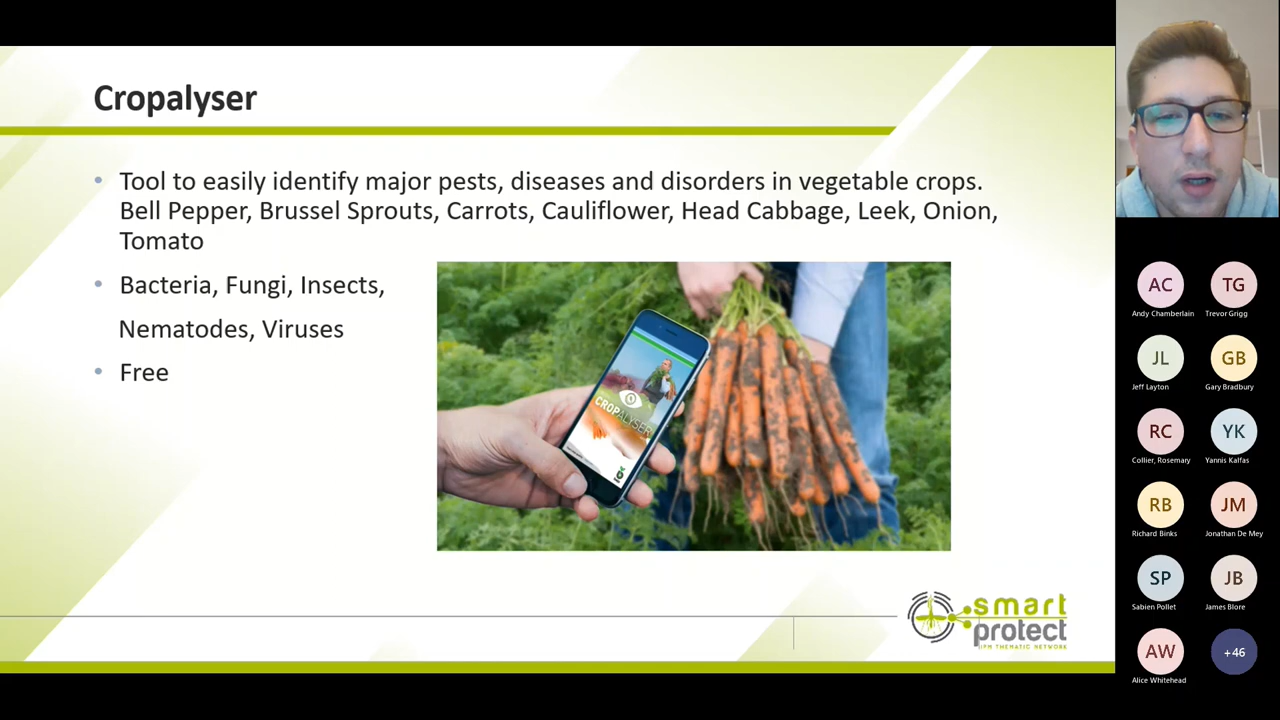 Cropalyser
• Tool to easily identify major pests, diseases and disorders in vegetable crops.
Bell Pepper, Brussel Sprouts, Carrots, Cauliflower, Head Cabbage, Leek, Onion,
Tomato
• Bacteria, Fungi, Insects,
Nematodes, Viruses
• Free
CROPALYSER
smart
protect
IPM THEMATIC NETWORK
AC
TG
Andy Chamberlain
Trevor Grigg
JL
GB
Jeff Layton
Gary Bradbury
RC
YK
Collier, Rosemary
Yannis Kalfas
RB
JM
Richard Binks
Jonathan De Mey
SP
JB
Sabien Pollet
James Blore
AW
+46
Alice Whitehead